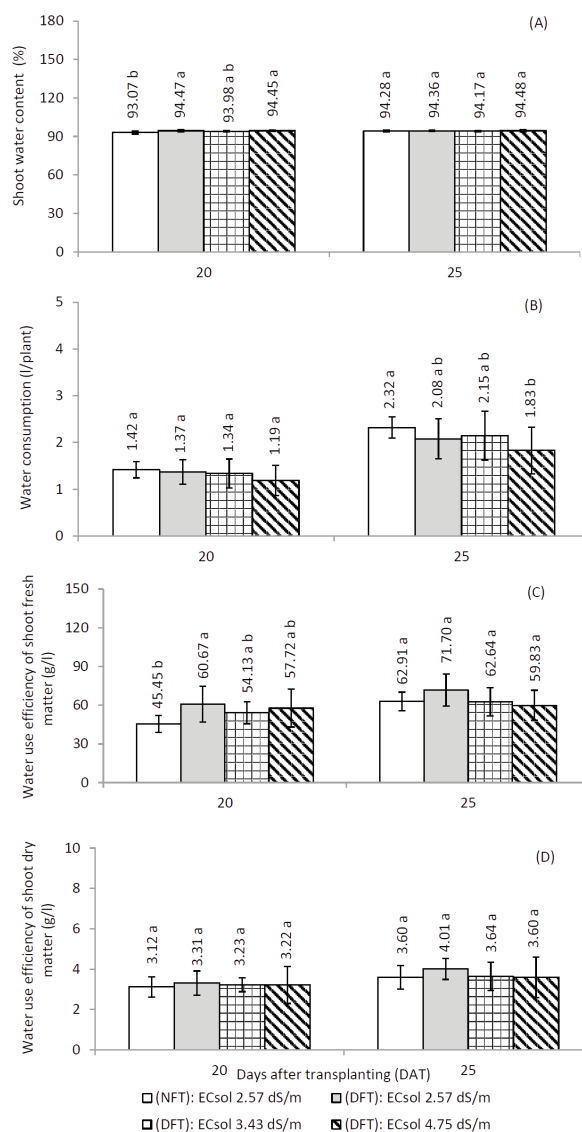 (A)
Shoot water content (%)
180
150
120
90
60
30
0
93.07 b
94.47 a
93.98 a b
94.45 a
94.28 a
94.36 a
94.17 a
94.48 a
20
25
(B)
Water consumption (l/plant)
5
4
3
2
1
0
1.42 a
1.37 a
1.34 a
1.19 a
2.32 a
2.08 a b
2.15 a b
1.83 b
20
25
(C)
Water use efficiency of shoot fresh
matter (g/l)
150
120
90
60
30
0
45.45 b
60.67 a
54.13 a b
57.72 a b
62.91 a
71.70 a
62.64 a
59.83 a
20
25
(D)
Water use efficiency of shoot dry
matter (g/l)
10
8
6
4
2
0
3.12 a
3.31 a
3.23 a
3.22 a
3.60 a
4.01 a
3.64 a
3.60 a
20
25
Days after transplanting (DAT)
(NFT): ECsol 2.57 dS/m
(DFT): ECsol 2.57 dS/m
(DFT): ECsol 3.43 dS/m
(DFT): ECsol 4.75 dS/m